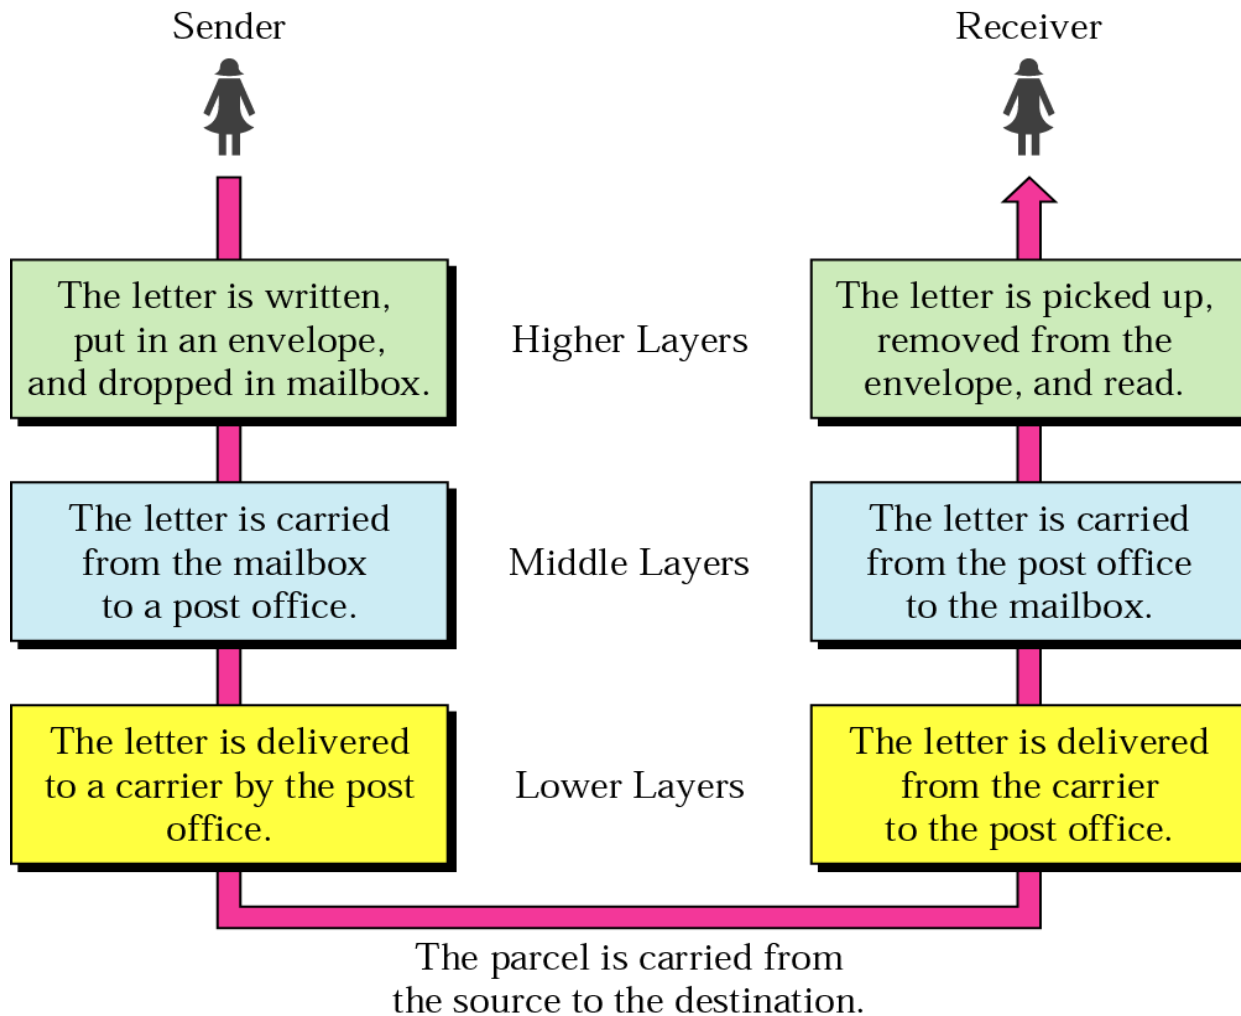 Sender
Receiver
The letter is written,
put in an envelope,
and dropped in mailbox.
Higher Layers
The letter is picked up,
removed from the
envelope, and read.
The letter is carried
from the mailbox
to a post office.
Middle Layers
The letter is carried
from the post office
to the mailbox.
The letter is delivered
to a carrier by the post
office.
Lower Layers
The letter is delivered
from the carrier
to the post office.
The parcel is carried from
the source to the destination.